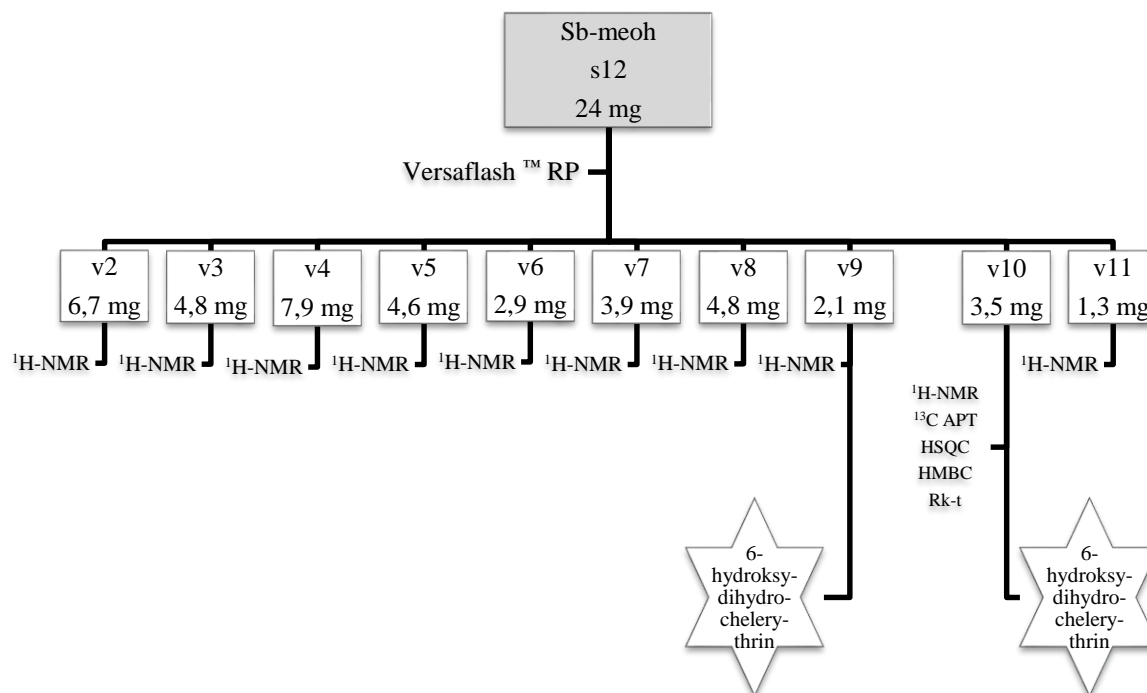 Sb-meoh
s12
24 mg
Versaflash ™ RP
v2
6,7 mg
v3
4,8 mg
v4
7,9 mg
v5
4,6 mg
v6
2,9 mg
v7
3,9 mg
v8
4,8 mg
v9
2,1 mg
v10
3,5 mg
v11
1,3 mg
¹H-NMR
¹H-NMR
¹H-NMR
¹H-NMR
¹H-NMR
¹H-NMR
¹H-NMR
¹H-NMR
¹H-NMR
¹³C APT
HSQC
HMBC
Rk-t
¹H-NMR
6-
hydroksy-
dihydro-
chelery-
thrin
6-
hydroksy-
dihydro-
chelery-
thrin